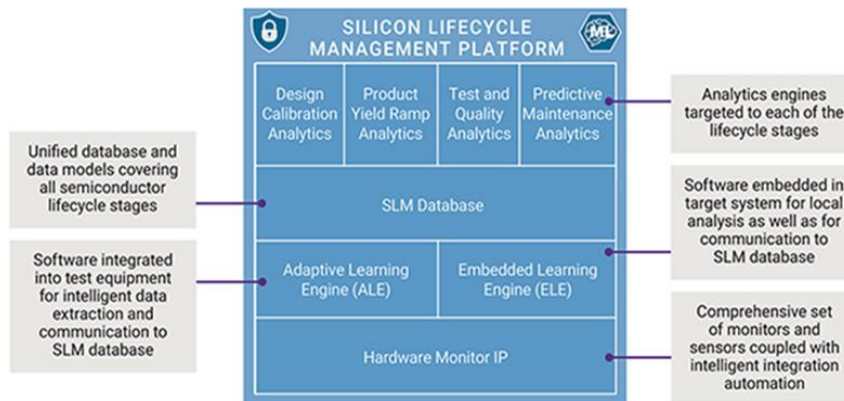 SILICON LIFECYCLE
MANAGEMENT PLATFORM
ML
Design
Calibration
Analytics
Product
Yield Ramp
Analytics
Test and
Quality
Analytics
Predictive
Maintenance
Analytics
SLM Database
Adaptive Learning
Engine (ALE)
Embedded Learning
Engine (ELE)
Hardware Monitor IP
Unified database and
data models covering
all semiconductor
lifecycle stages
Software integrated
into test equipment
for intelligent data
extraction and
communication to
SLM database
Analytics engines
targeted to each of the
lifecycle stages
Software embedded in
target system for local
analysis as well as for
communication to
SLM database
Comprehensive set
of monitors and
sensors coupled with
intelligent integration
automation